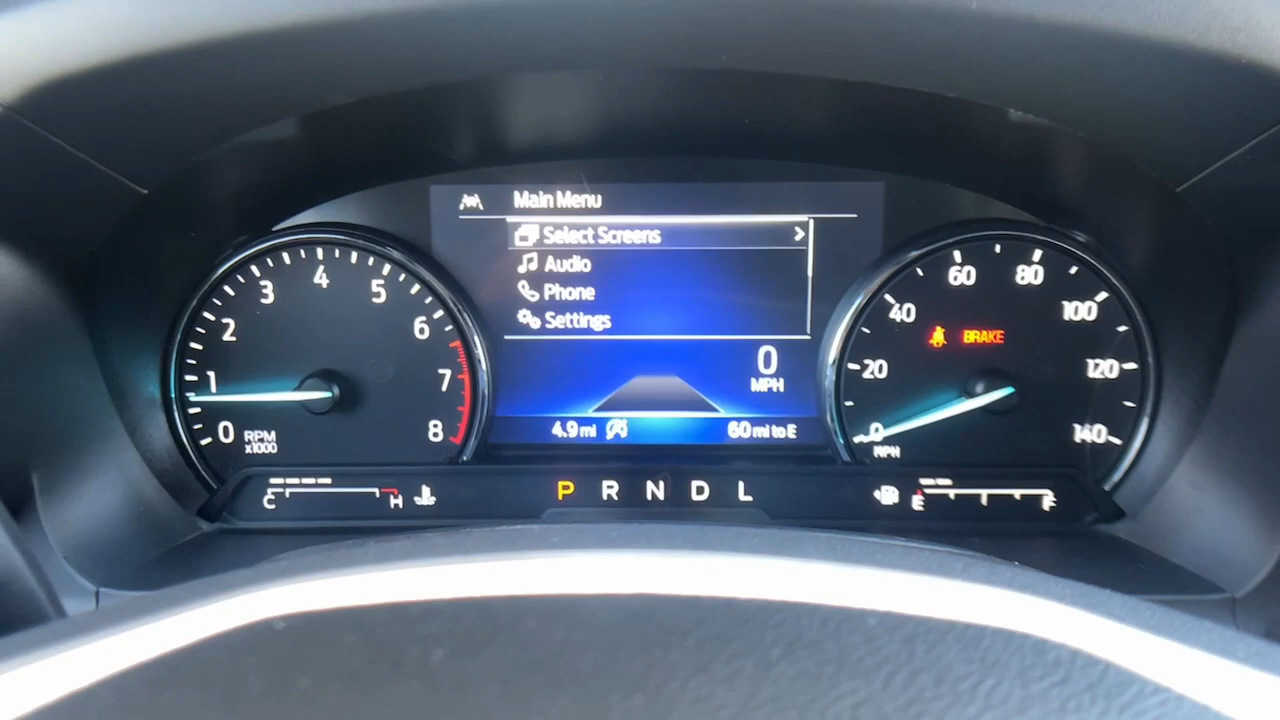 Main Menu
Select Screens
Audio
Phone
Settings
0
MPH
4.9 mi
60 mi to E
0
1
2
3
4
5
6
7
8
RPM
x1000
0
20
40
60
80
100
120
140
MPH
BRAKE
C
H
P R N D L
E
F